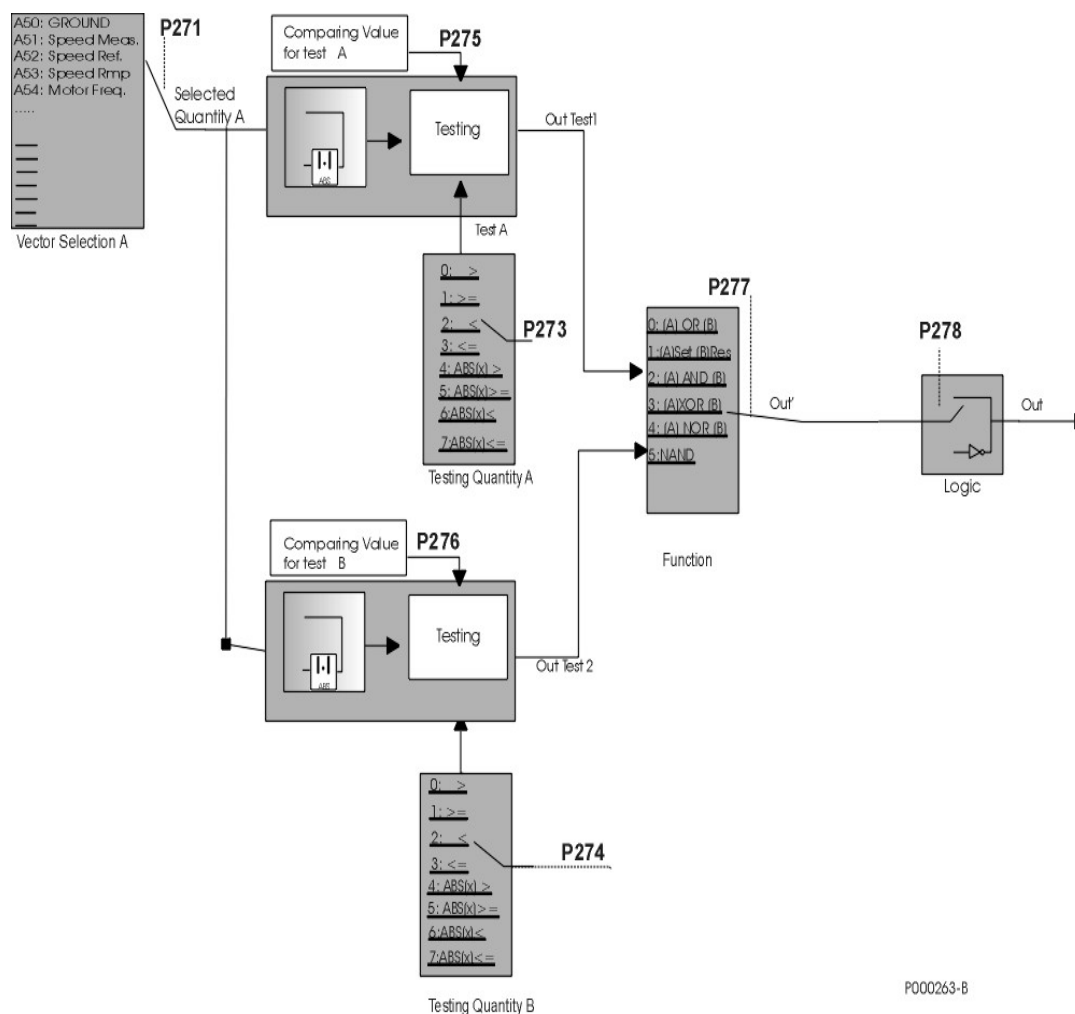 A50: GROUND
A51: Speed Meas.
A52: Speed Ref.
A53: Speed Rmp
A54: Motor Freq.
.....
Vector Selection A
P271
Selected
Quantity A
Comparing Value
for test A
P275
ABS
Testing
Out Test1
Test A
0: >
1: >=
2: <
3: <=
4: ABS(x) >
5: ABS(x)>=
6:ABS(x)<
7:ABS(x)<=
P273
Testing Quantity A
P277
0: (A) OR (B)
1:(A)Set (B)Res
2: (A) AND (B)
3: (A)XOR (B)
4: (A) NOR (B)
5:NAND
Function
Out'
P278
Out
Logic
Comparing Value
for test B
P276
ABS
Testing
Out Test 2
0: >
1: >=
2: <
3: <=
4: ABS(x) >
5: ABS(x)>=
6:ABS(x)<
7:ABS(x)<=
P274
Testing Quantity B
P000263-B